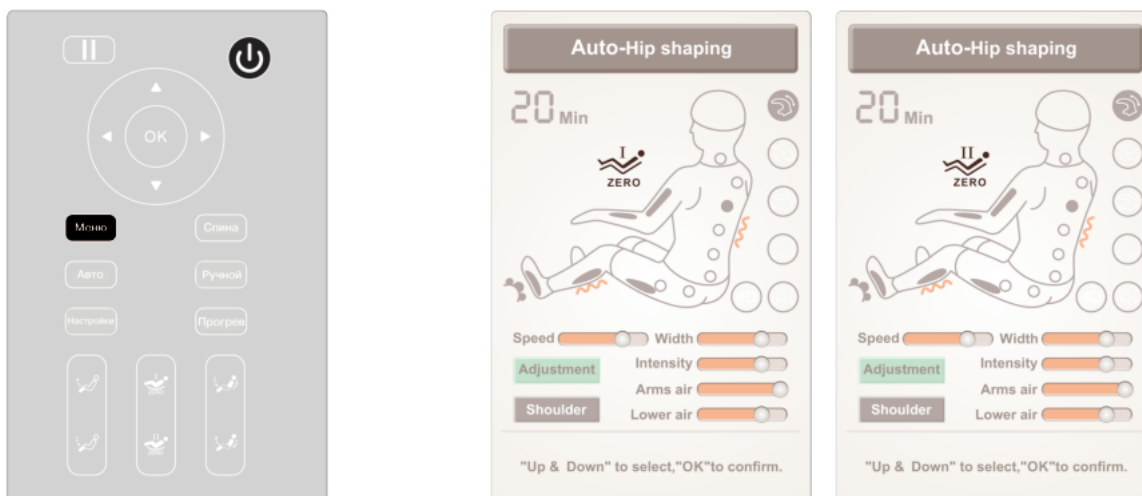 OK
Меню
Спина
Авто
Ручной
Настройки
Прогрев
Auto-Hip shaping
20 Min
I
ZERO
Speed
Width
Adjustment
Intensity
Arms air
Shoulder
Lower air
"Up & Down" to select,"OK"to confirm.
Auto-Hip shaping
20 Min
II
ZERO
Speed
Width
Adjustment
Intensity
Arms air
Shoulder
Lower air
"Up & Down" to select,"OK"to confirm.